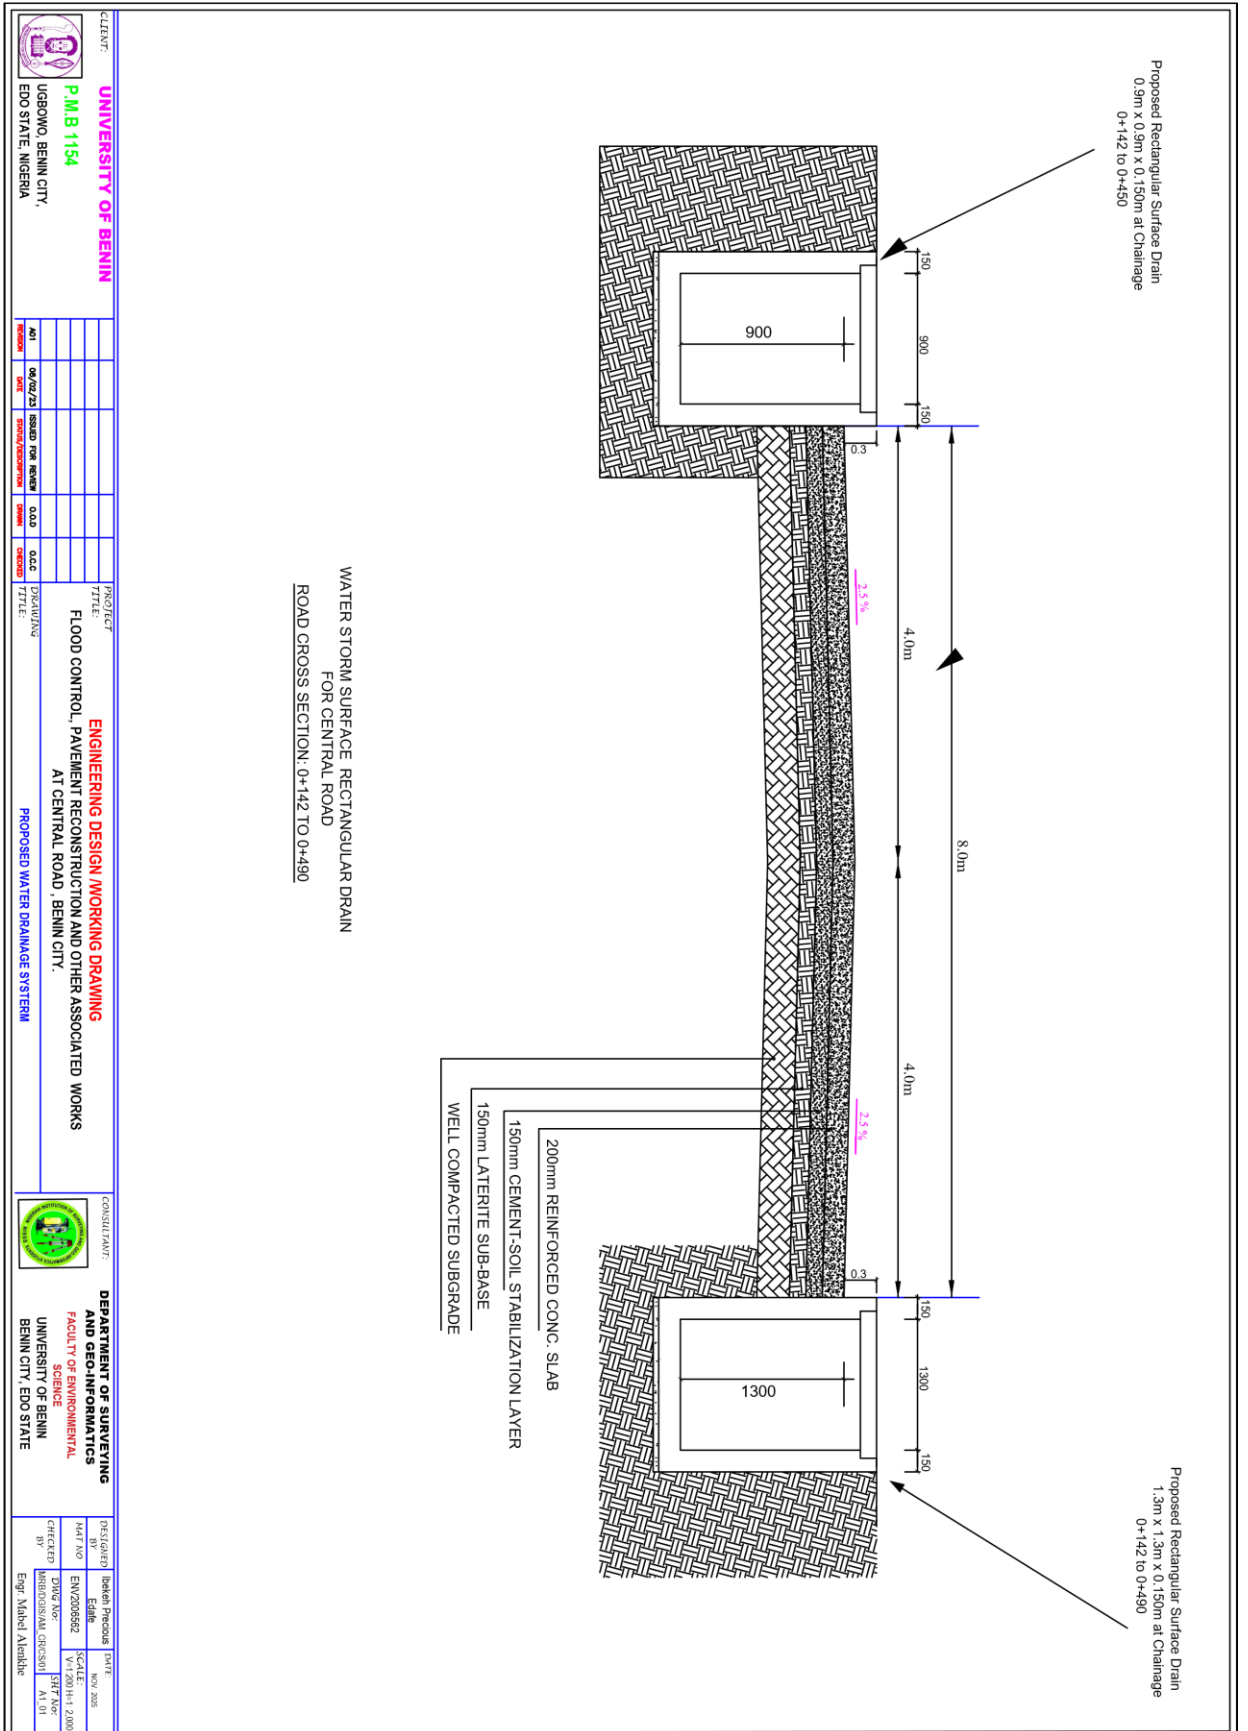 Proposed Rectangular Surface Drain
0.9m x 0.9m x 0.150m at Chainage
0+142 to 0+450
Proposed Rectangular Surface Drain
1.3m x 1.3m x 0.150m at Chainage
0+142 to 0+490
8.0m
4.0m
4.0m
150
900
150
150
1300
150
0.3
0.3
2.5 %
2.5 %
900
1300
200mm REINFORCED CONC. SLAB
150mm CEMENT-SOIL STABILIZATION LAYER
150mm LATERITE SUB-BASE
WELL COMPACTED SUBGRADE
WATER STORM SURFACE RECTANGULAR DRAIN
FOR CENTRAL ROAD
ROAD CROSS SECTION: 0+142 TO 0+490
CLIENT:
UNIVERSITY OF BENIN
P.M.B 1154
UGBOWO, BENIN CITY,
EDO STATE, NIGERIA
A01 08/02/23 ISSUED FOR REVIEW O.O.D O.C.C
REVISION DATE STATUS/DESCRIPTION DRAWN CHECKED
PROJECT
TITLE:
ENGINEERING DESIGN /WORKING DRAWING
FLOOD CONTROL, PAVEMENT RECONSTRUCTION AND OTHER ASSOCIATED WORKS
AT CENTRAL ROAD , BENIN CITY.
DRAWING
TITLE:
PROPOSED WATER DRAINAGE SYSTERM
CONSULTANT:
DEPARTMENT OF SURVEYING
AND GEO-INFORMATICS
FACULTY OF ENVIRONMENTAL
SCIENCE
UNIVERSITY OF BENIN
BENIN CITY, EDO STATE
DESIGNED
BY
Ibekeh Precious
Edafe
DATE:
NOV 2025
MAT NO
ENV2006562
SCALE:
V=1:200 H=1: 2,000
CHECKED
BY
DWG No:
SHT No:
A1_01
Engr. Mabel Alenkhe